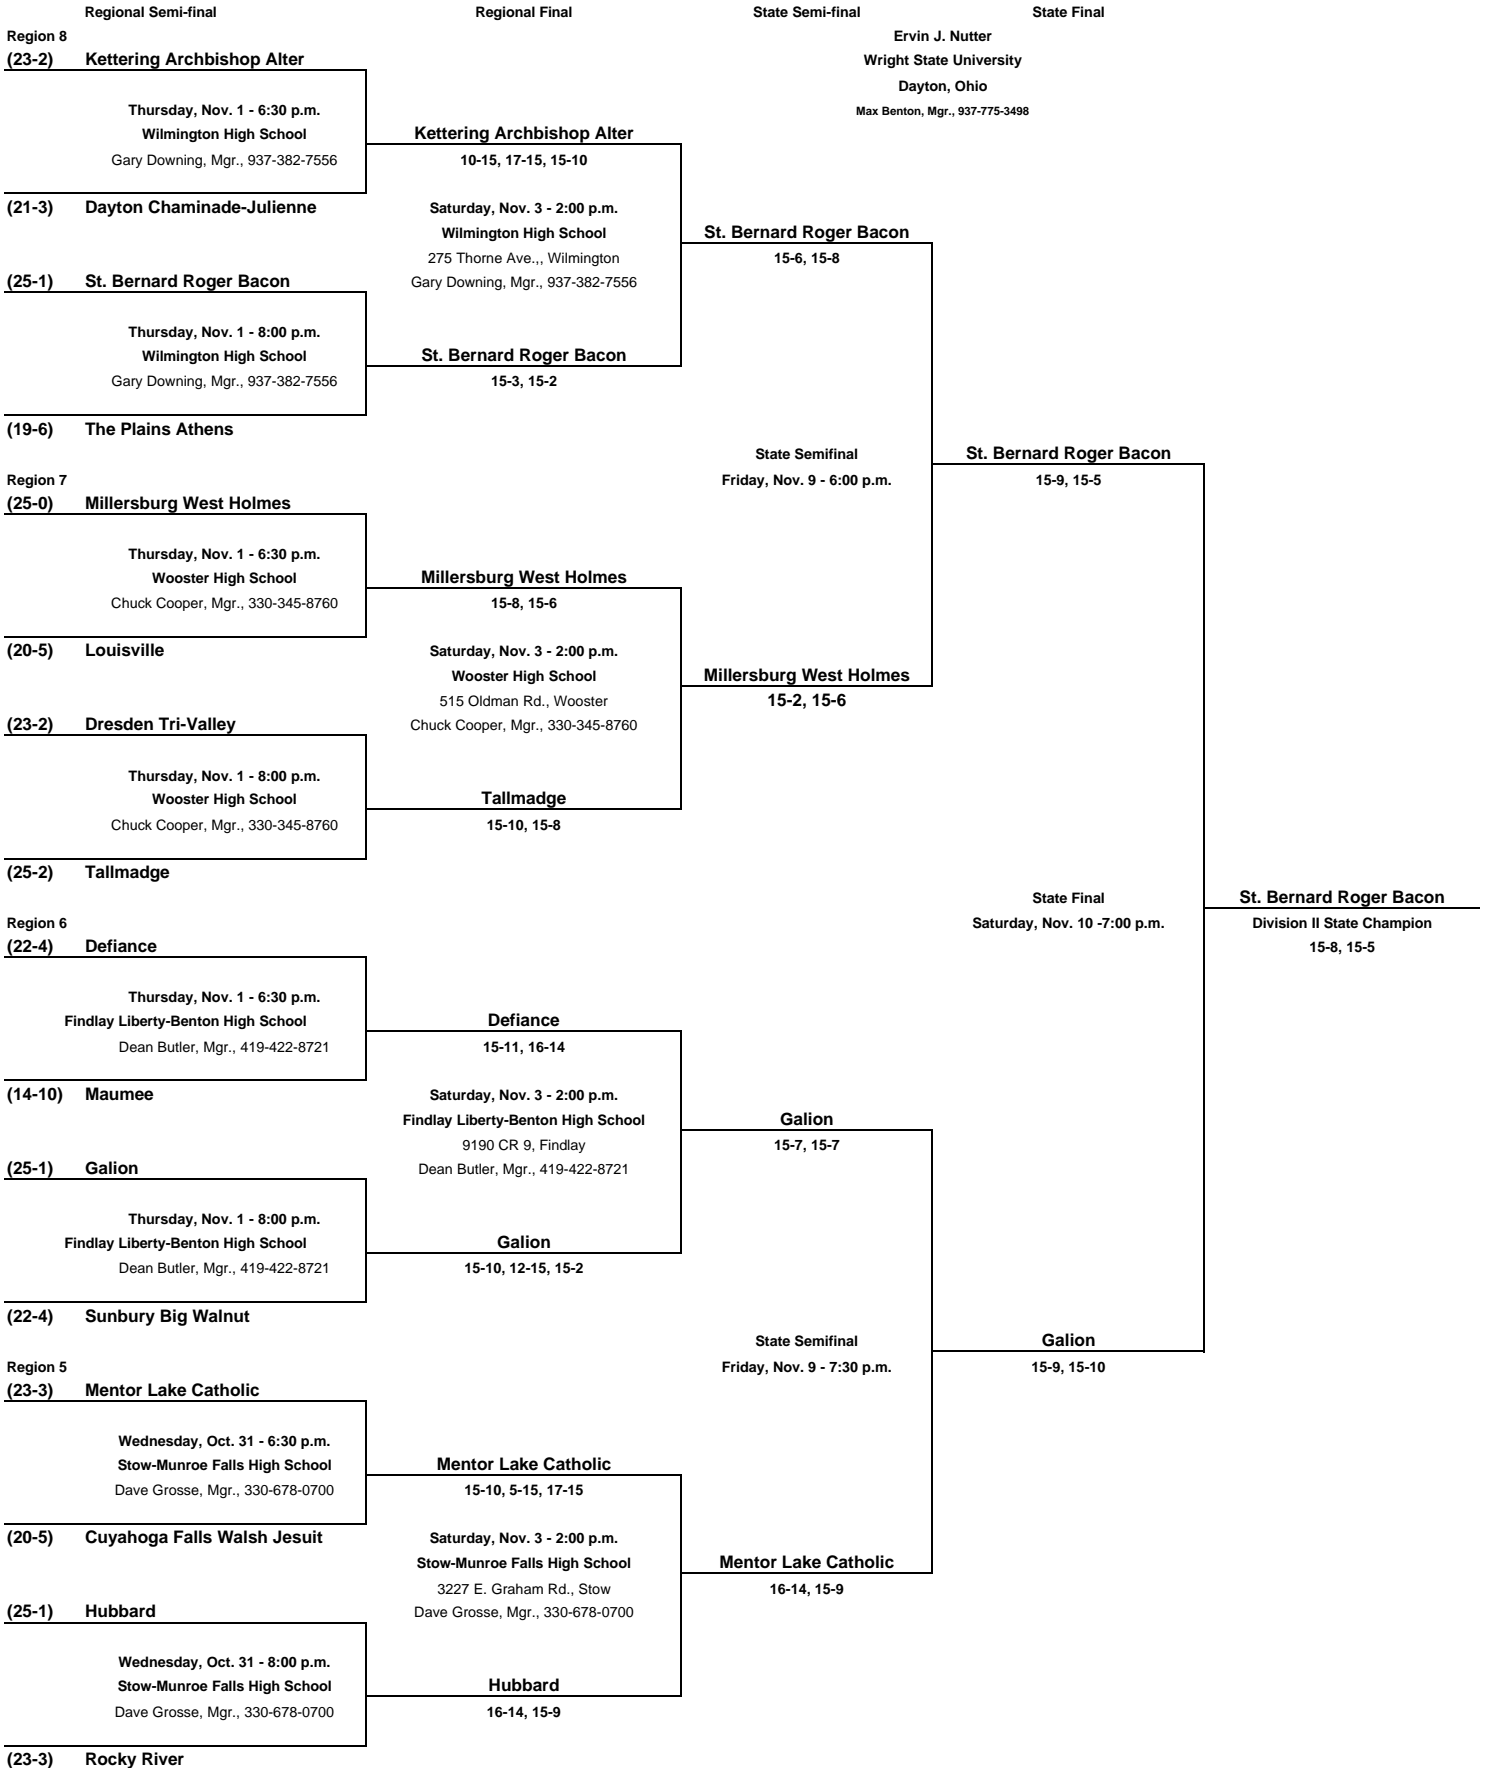 Regional Semi-final Regional Final State Semi-final State Final
Region 8 Ervin J. Nutter
(23-2) Kettering Archbishop Alter Wright State University
Dayton, Ohio
Thursday, Nov. 1 - 6:30 p.m. Max Benton, Mgr., 937-775-3498
Wilmington High School Kettering Archbishop Alter
Gary Downing, Mgr., 937-382-7556 10-15, 17-15, 15-10
(21-3) Dayton Chaminade-Julienne Saturday, Nov. 3 - 2:00 p.m.
Wilmington High School St. Bernard Roger Bacon
275 Thorne Ave.,, Wilmington 15-6, 15-8
(25-1) St. Bernard Roger Bacon Gary Downing, Mgr., 937-382-7556
Thursday, Nov. 1 - 8:00 p.m.
Wilmington High School St. Bernard Roger Bacon
Gary Downing, Mgr., 937-382-7556 15-3, 15-2
(19-6) The Plains Athens
State Semifinal St. Bernard Roger Bacon
Region 7 Friday, Nov. 9 - 6:00 p.m. 15-9, 15-5
(25-0) Millersburg West Holmes
Thursday, Nov. 1 - 6:30 p.m.
Wooster High School Millersburg West Holmes
Chuck Cooper, Mgr., 330-345-8760 15-8, 15-6
(20-5) Louisville Saturday, Nov. 3 - 2:00 p.m.
Wooster High School Millersburg West Holmes
515 Oldman Rd., Wooster 15-2, 15-6
(23-2) Dresden Tri-Valley Chuck Cooper, Mgr., 330-345-8760
Thursday, Nov. 1 - 8:00 p.m.
Wooster High School Tallmadge
Chuck Cooper, Mgr., 330-345-8760 15-10, 15-8
(25-2) Tallmadge
State Final St. Bernard Roger Bacon
Region 6 Saturday, Nov. 10 -7:00 p.m. Division II State Champion
(22-4) Defiance 15-8, 15-5
Thursday, Nov. 1 - 6:30 p.m.
Findlay Liberty-Benton High School Defiance
Dean Butler, Mgr., 419-422-8721 15-11, 16-14
(14-10) Maumee Saturday, Nov. 3 - 2:00 p.m.
Findlay Liberty-Benton High School Galion
9190 CR 9, Findlay 15-7, 15-7
(25-1) Galion Dean Butler, Mgr., 419-422-8721
Thursday, Nov. 1 - 8:00 p.m.
Findlay Liberty-Benton High School Galion
Dean Butler, Mgr., 419-422-8721 15-10, 12-15, 15-2
(22-4) Sunbury Big Walnut
State Semifinal Galion
Region 5 Friday, Nov. 9 - 7:30 p.m. 15-9, 15-10
(23-3) Mentor Lake Catholic
Wednesday, Oct. 31 - 6:30 p.m.
Stow-Munroe Falls High School Mentor Lake Catholic
Dave Grosse, Mgr., 330-678-0700 15-10, 5-15, 17-15
(20-5) Cuyahoga Falls Walsh Jesuit Saturday, Nov. 3 - 2:00 p.m.
Stow-Munroe Falls High School Mentor Lake Catholic
3227 E. Graham Rd., Stow 16-14, 15-9
(25-1) Hubbard Dave Grosse, Mgr., 330-678-0700
Wednesday, Oct. 31 - 8:00 p.m.
Stow-Munroe Falls High School Hubbard
Dave Grosse, Mgr., 330-678-0700 16-14, 15-9
(23-3) Rocky River